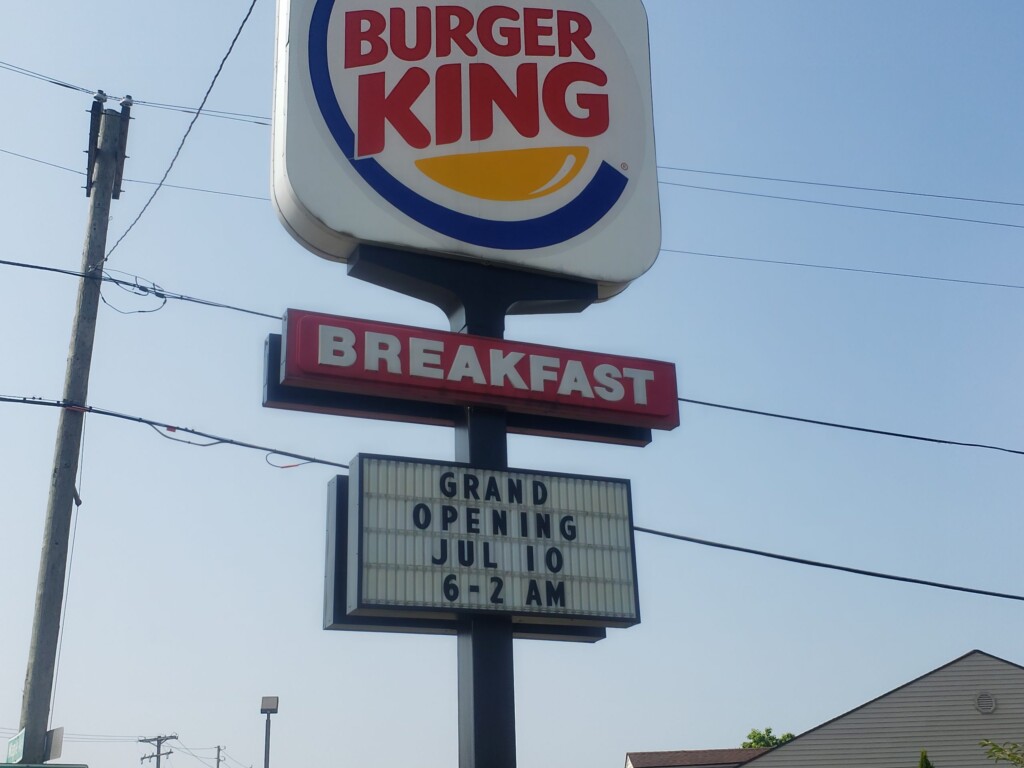 BURGER
KING
®
BREAKFAST
GRAND
OPENING
JUL 10
6-2 AM